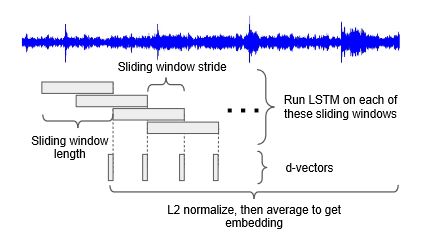 Sliding window stride
Run LSTM on each of
these sliding windows
Sliding window
length
d-vectors
L2 normalize, then average to get
embedding